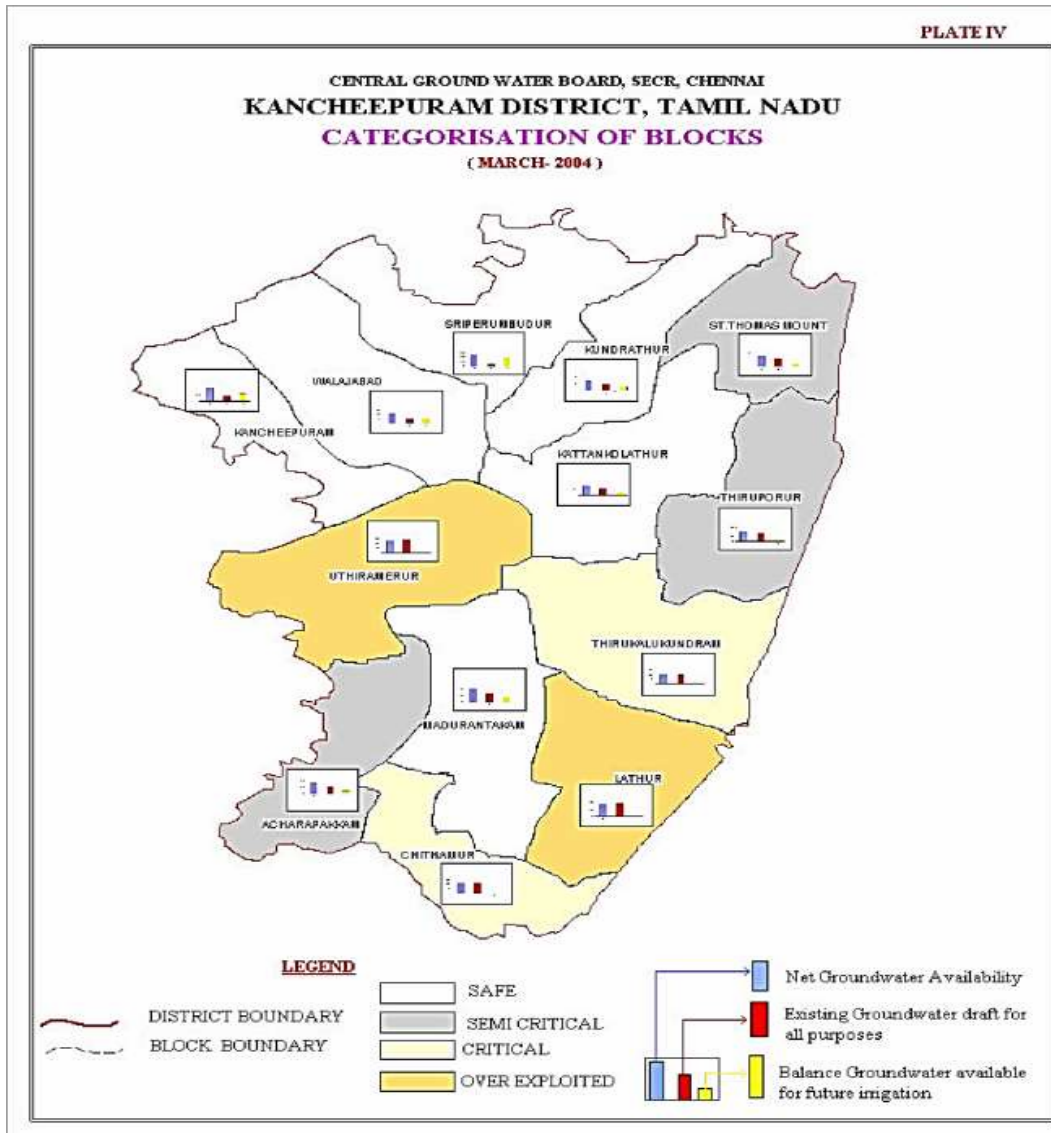 PLATE IV
CENTRAL GROUND WATER BOARD, SECR, CHENNAI
KANCHEEPURAM DISTRICT, TAMIL NADU
CATEGORISATION OF BLOCKS
( MARCH- 2004 )
SRIPERUMBUDUR
ST.THOMAS MOUNT
KUNDRATHUR
WALAJABAD
KANCHEEPURAM
KATTANKOLATHUR
THIRUPORUR
UTHIRAMERUR
THIRUKALUKUNDRAM
MADURANTAKAM
LATHUR
ACHARAPAKKAM
CHITHAMUR
LEGEND
DISTRICT BOUNDARY
BLOCK BOUNDARY
SAFE
SEMI CRITICAL
CRITICAL
OVER EXPLOITED
Net Groundwater Availability
Existing Groundwater draft for
all purposes
Balance Groundwater available
for future irrigation